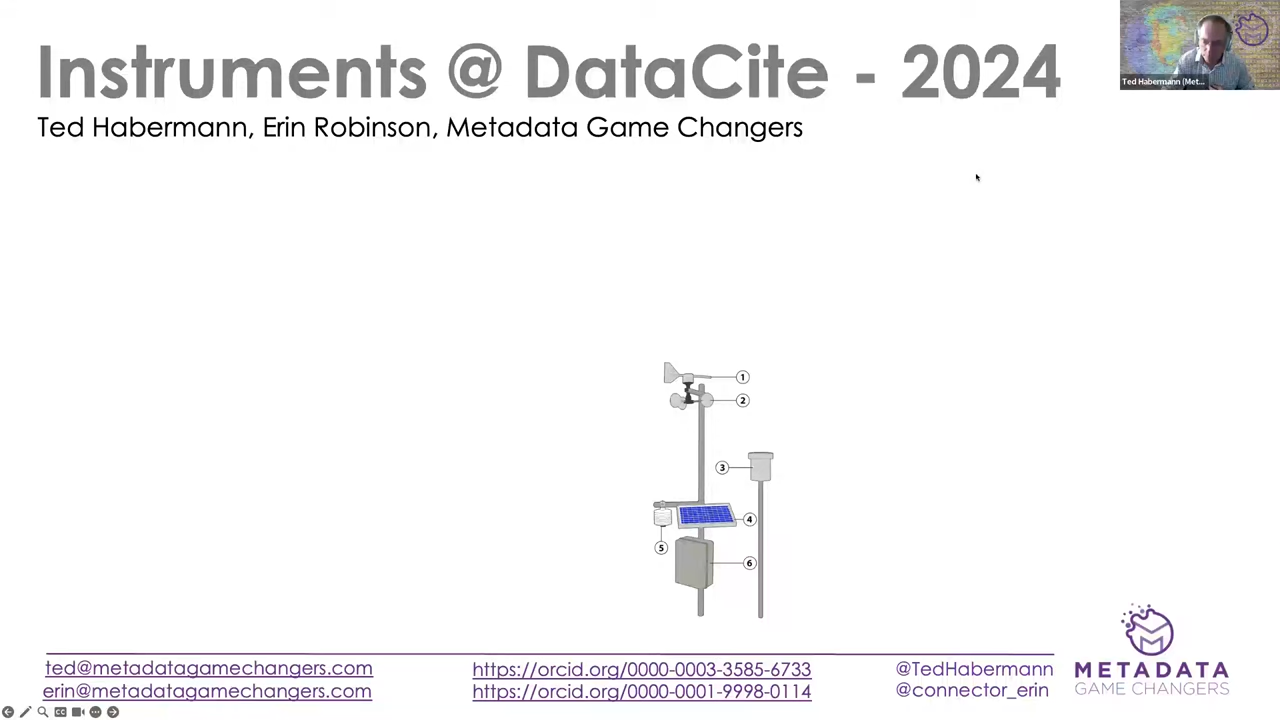 Instruments @ DataCite - 2024
Ted Habermann, Erin Robinson, Metadata Game Changers
Ted Habermann (Met...
1
2
3
4
5
6
ted@metadatagamechangers.com
erin@metadatagamechangers.com
https://orcid.org/0000-0003-3585-6733
https://orcid.org/0000-0001-9998-0114
@TedHabermann
@connector_erin
METADATA
GAME CHANGERS
CC